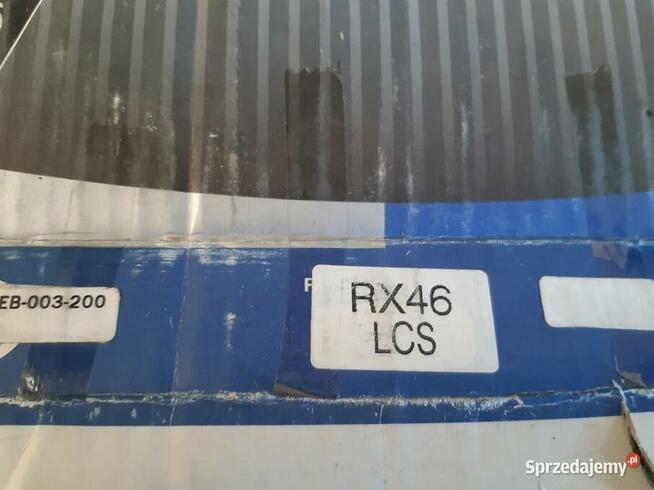 EB-003-200
RX46
LCS
Sprzedajemy.pl